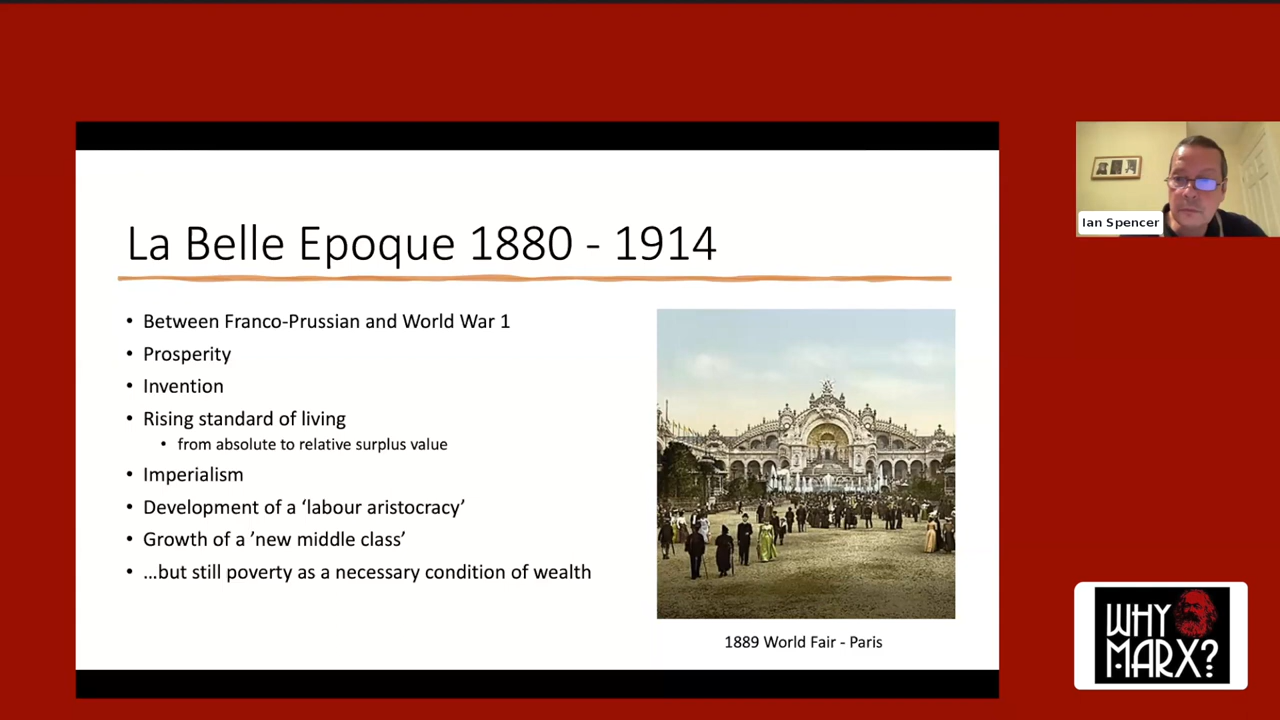 La Belle Epoque 1880 - 1914
• Between Franco-Prussian and World War 1
• Prosperity
• Invention
• Rising standard of living
• from absolute to relative surplus value
• Imperialism
• Development of a ‘labour aristocracy’
• Growth of a ’new middle class’
• …but still poverty as a necessary condition of wealth
1889 World Fair - Paris
Ian Spencer
WHY
MARX?